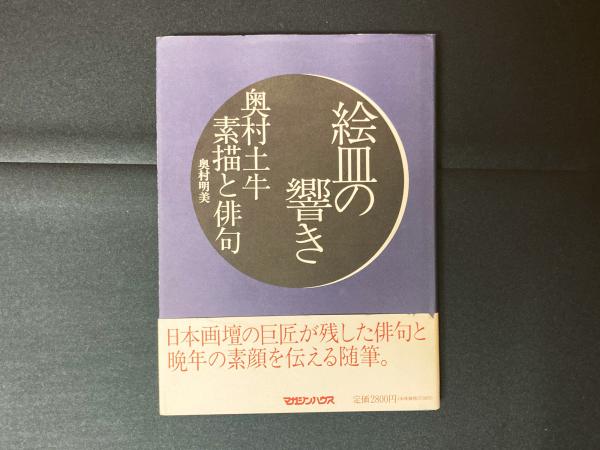 絵皿の
響き
奥村土牛
素描と俳句
奥村明美
日本画壇の巨匠が残した俳句と
晩年の素顔を伝える随筆。
マガジンハウス
定価2800円